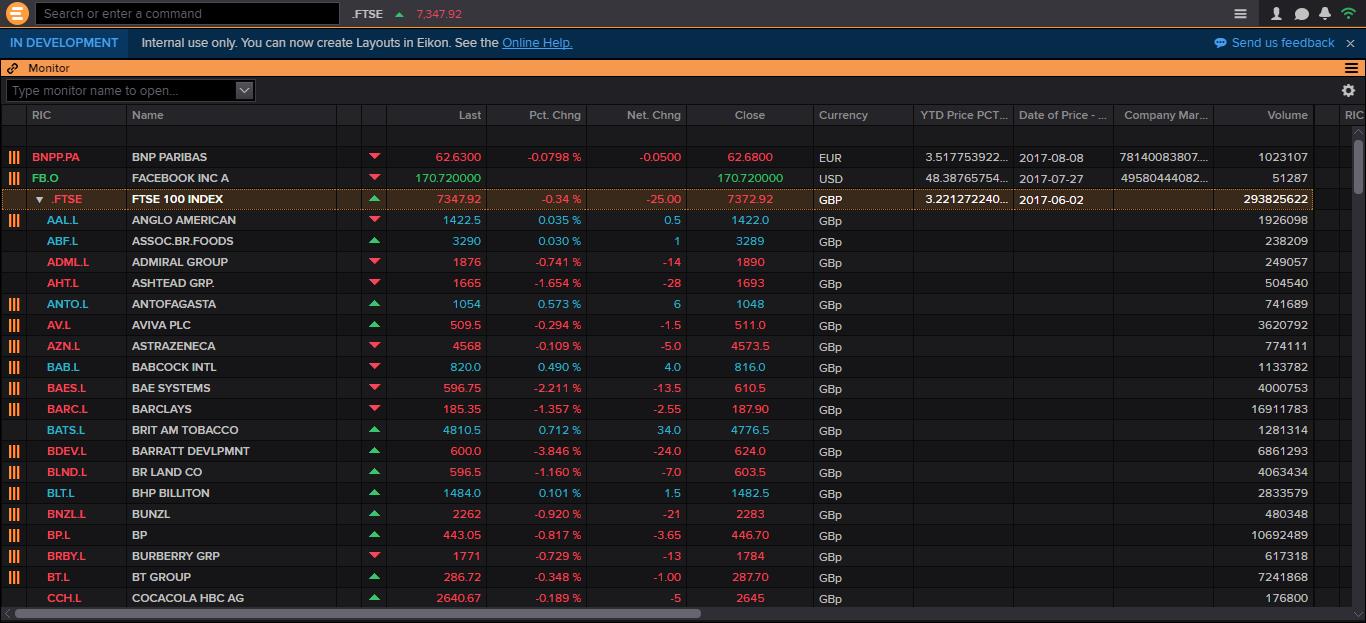 Search or enter a command .FTSE 7,347.92
IN DEVELOPMENT Internal use only. You can now create Layouts in Eikon. See the Online Help. Send us feedback
Monitor
Type monitor name to open...
RIC Name Last Pct. Chng Net. Chng Close Currency YTD Price PCT... Date of Price - ... Company Mar... Volume RIC
BNPP.PA BNP PARIBAS 62.6300 -0.0798 % -0.0500 62.6800 EUR 3.517753922... 2017-08-08 78140083807... 1023107
FB.O FACEBOOK INC A 170.720000 170.720000 USD 48.38765754... 2017-07-27 49580444082... 51287
.FTSE FTSE 100 INDEX 7347.92 -0.34 % -25.00 7372.92 GBP 3.221272240... 2017-06-02 293825622
AAL.L ANGLO AMERICAN 1422.5 0.035 % 0.5 1422.0 GBp 1926098
ABF.L ASSOC.BR.FOODS 3290 0.030 % 1 3289 GBp 238209
ADML.L ADMIRAL GROUP 1876 -0.741 % -14 1890 GBp 249057
AHT.L ASHTEAD GRP. 1665 -1.654 % -28 1693 GBp 504540
ANTO.L ANTOFAGASTA 1054 0.573 % 6 1048 GBp 741689
AV.L AVIVA PLC 509.5 -0.294 % -1.5 511.0 GBp 3620792
AZN.L ASTRAZENECA 4568 -0.109 % -5.0 4573.5 GBp 774111
BAB.L BABCOCK INTL 820.0 0.490 % 4.0 816.0 GBp 1133782
BAES.L BAE SYSTEMS 596.75 -2.211 % -13.5 610.5 GBp 4000753
BARC.L BARCLAYS 185.35 -1.357 % -2.55 187.90 GBp 16911783
BATS.L BRIT AM TOBACCO 4810.5 0.712 % 34.0 4776.5 GBp 1281314
BDEV.L BARRATT DEVLPMNT 600.0 -3.846 % -24.0 624.0 GBp 6861293
BLND.L BR LAND CO 596.5 -1.160 % -7.0 603.5 GBp 4063434
BLT.L BHP BILLITON 1484.0 0.101 % 1.5 1482.5 GBp 2833579
BNZL.L BUNZL 2262 -0.920 % -21 2283 GBp 480348
BP.L BP 443.05 -0.817 % -3.65 446.70 GBp 10692489
BRBY.L BURBERRY GRP 1771 -0.729 % -13 1784 GBp 617318
BT.L BT GROUP 286.72 -0.348 % -1.00 287.70 GBp 7241868
CCH.L COCACOLA HBC AG 2640.67 -0.189 % -5 2645 GBp 176800